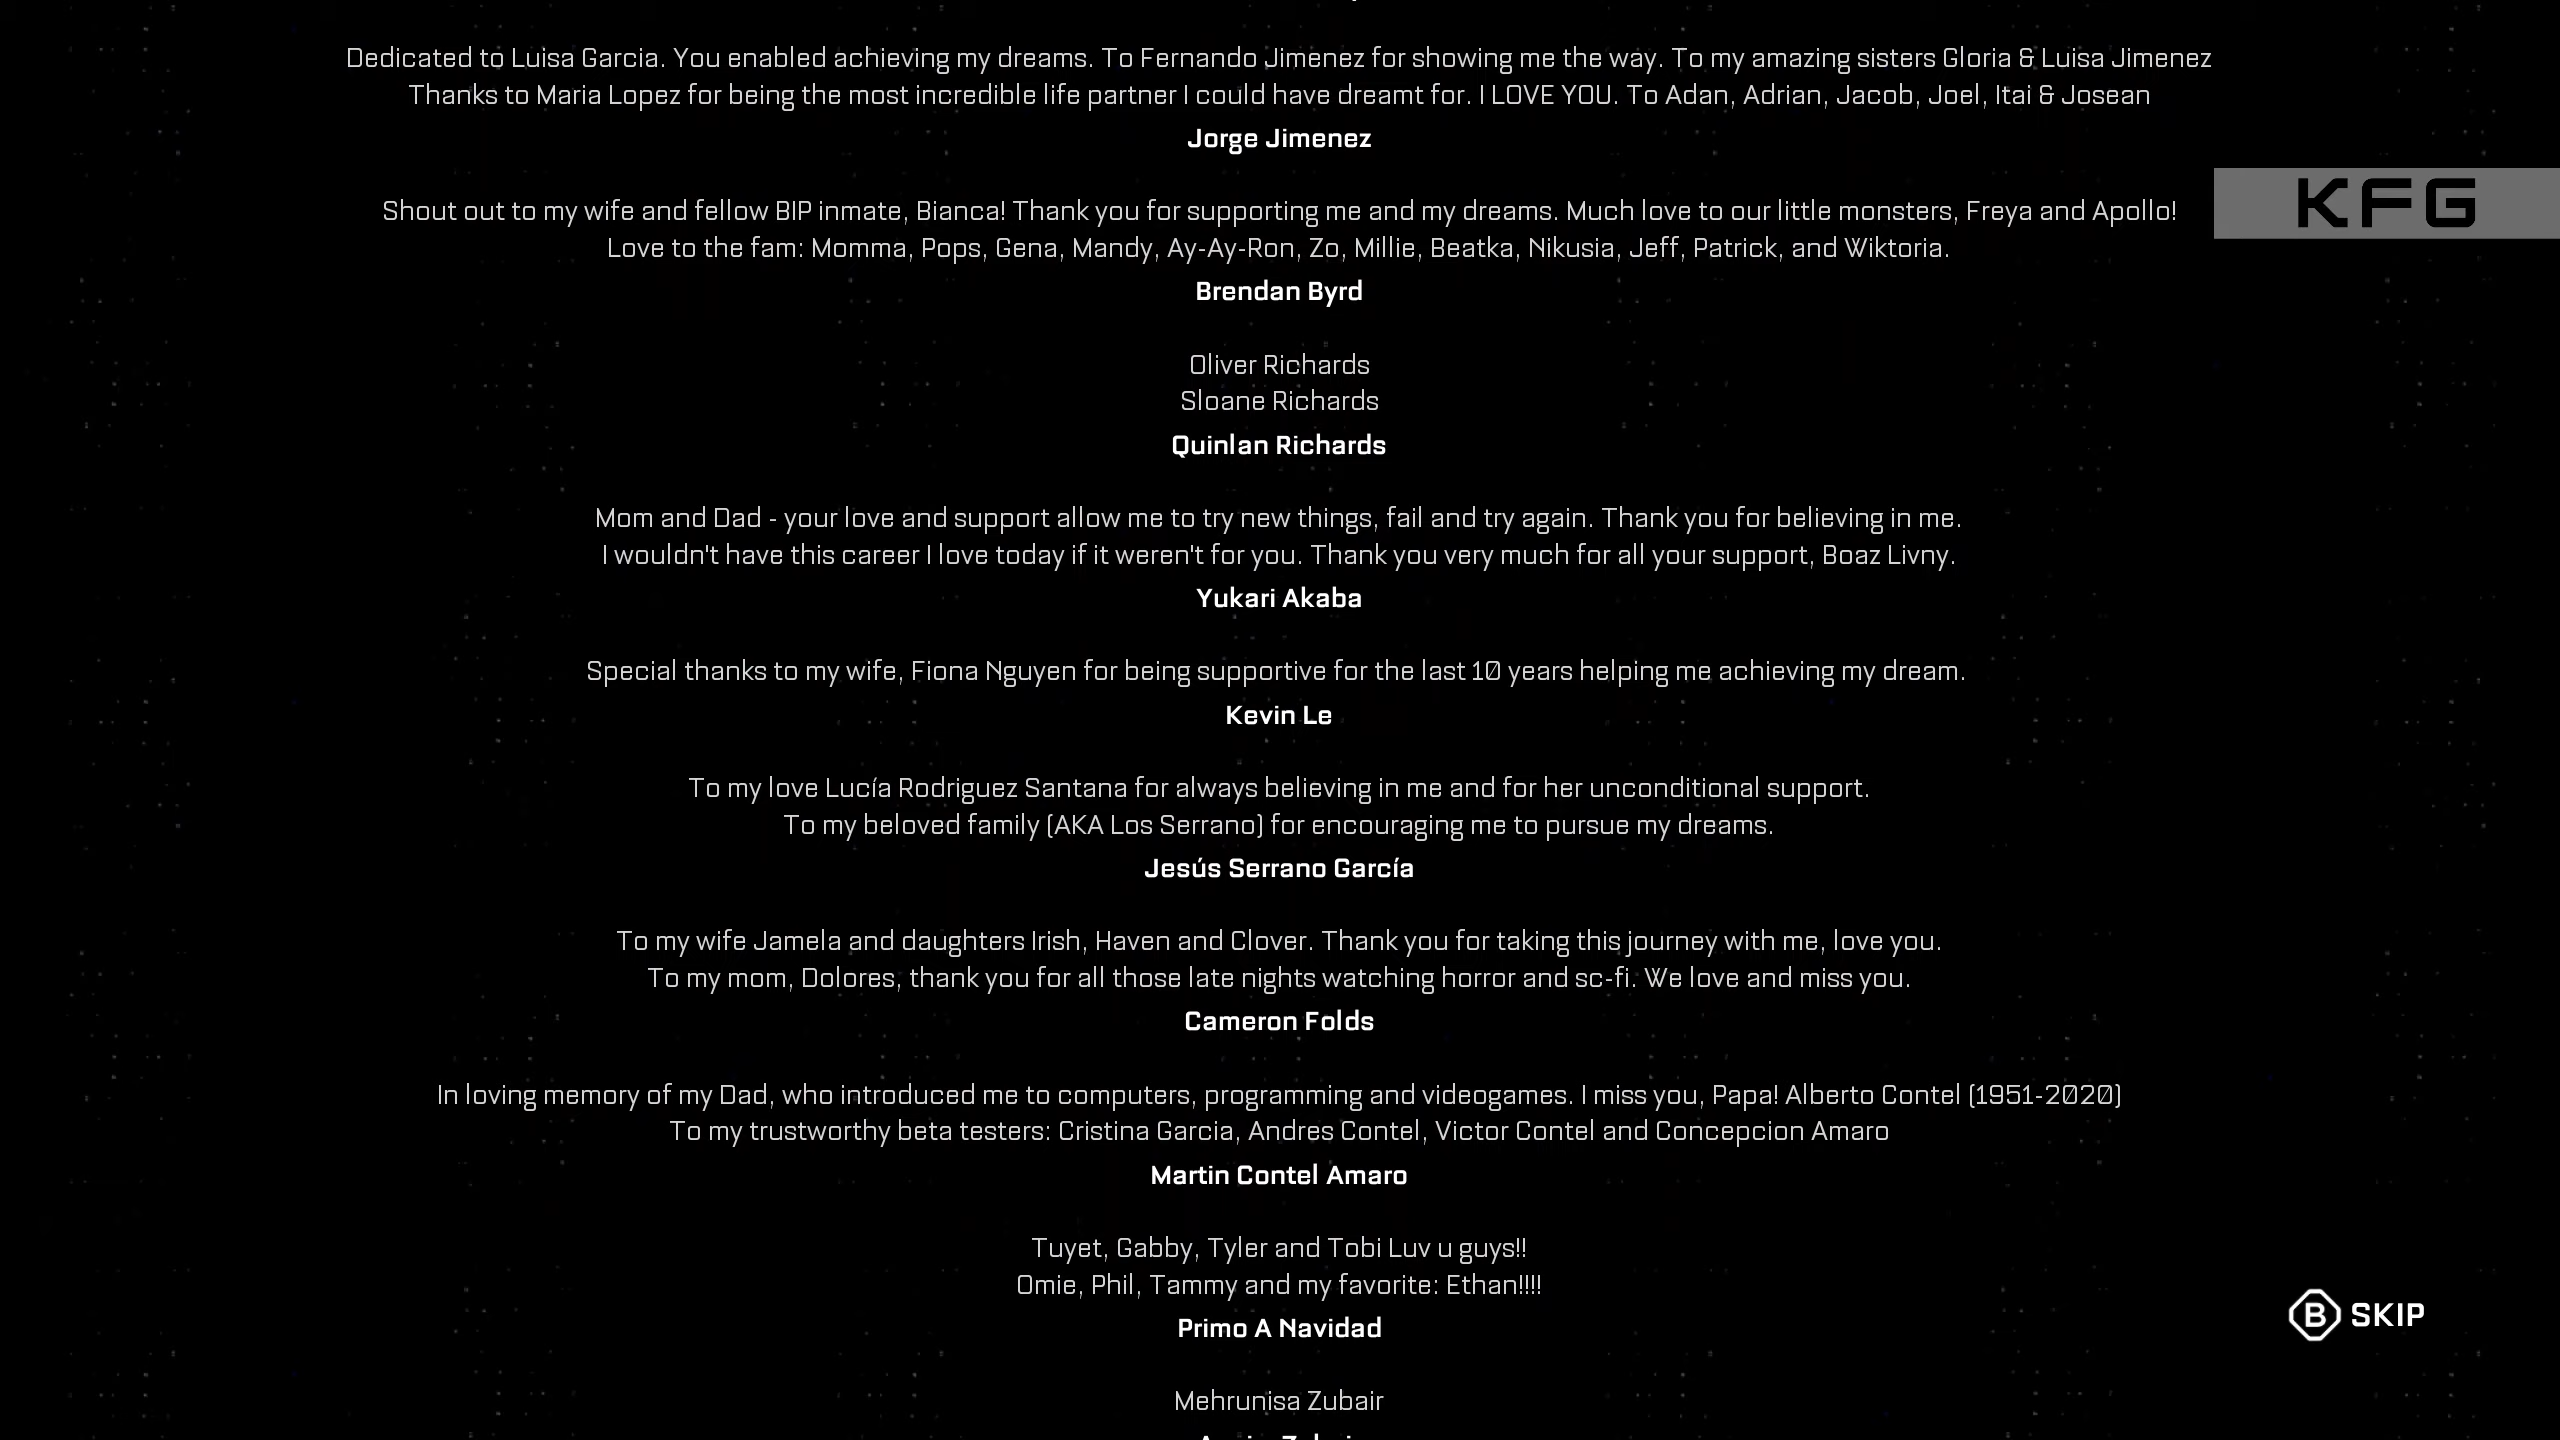 Dedicated to Luisa Garcia. You enabled achieving my dreams. To Fernando Jimenez for showing me the way. To my amazing sisters Gloria & Luisa Jimenez
Thanks to Maria Lopez for being the most incredible life partner I could have dreamt for. I LOVE YOU. To Adan, Adrian, Jacob, Joel, Itai & Josean
Jorge Jimenez
KFG
Shout out to my wife and fellow BIP inmate, Bianca! Thank you for supporting me and my dreams. Much love to our little monsters, Freya and Apollo!
Love to the fam: Momma, Pops, Gena, Mandy, Ay-Ay-Ron, Zo, Millie, Beatka, Nikusia, Jeff, Patrick, and Wiktoria.
Brendan Byrd
Oliver Richards
Sloane Richards
Quinlan Richards
Mom and Dad - your love and support allow me to try new things, fail and try again. Thank you for believing in me.
I wouldn't have this career I love today if it weren't for you. Thank you very much for all your support, Boaz Livny.
Yukari Akaba
Special thanks to my wife, Fiona Nguyen for being supportive for the last 10 years helping me achieving my dream.
Kevin Le
To my love Lucía Rodriguez Santana for always believing in me and for her unconditional support.
To my beloved family (AKA Los Serrano) for encouraging me to pursue my dreams.
Jesús Serrano García
To my wife Jamela and daughters Irish, Haven and Clover. Thank you for taking this journey with me, love you.
To my mom, Dolores, thank you for all those late nights watching horror and sc-fi. We love and miss you.
Cameron Folds
In loving memory of my Dad, who introduced me to computers, programming and videogames. I miss you, Papa! Alberto Contel (1951-2020)
To my trustworthy beta testers: Cristina Garcia, Andres Contel, Victor Contel and Concepcion Amaro
Martin Contel Amaro
Tuyet, Gabby, Tyler and Tobi Luv u guys!!
Omie, Phil, Tammy and my favorite: Ethan!!!!
Primo A Navidad
B SKIP
Mehrunisa Zubair